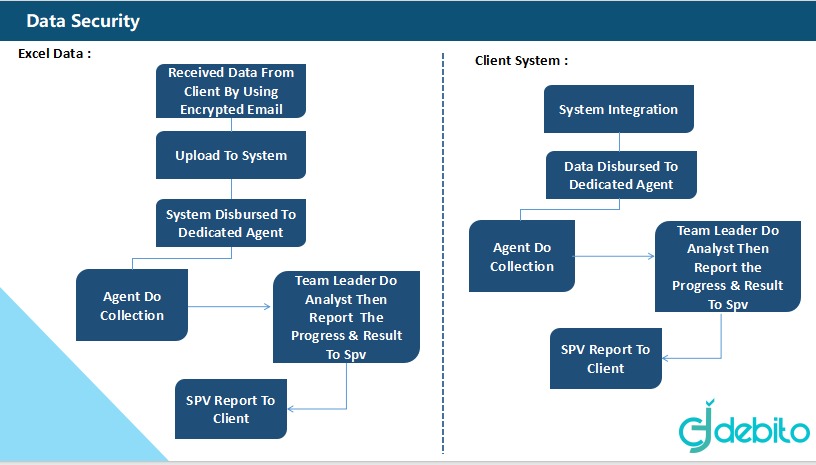 Data Security
Excel Data :
Received Data From
Client By Using
Encrypted Email
Upload To System
System Disbursed To
Dedicated Agent
Agent Do
Collection
Team Leader Do
Analyst Then
Report The
Progress & Result
To Spv
SPV Report To
Client
Client System :
System Integration
Data Disbursed To
Dedicated Agent
Agent Do
Collection
Team Leader Do
Analyst Then
Report the
Progress & Result
To Spv
SPV Report To
Client
debito